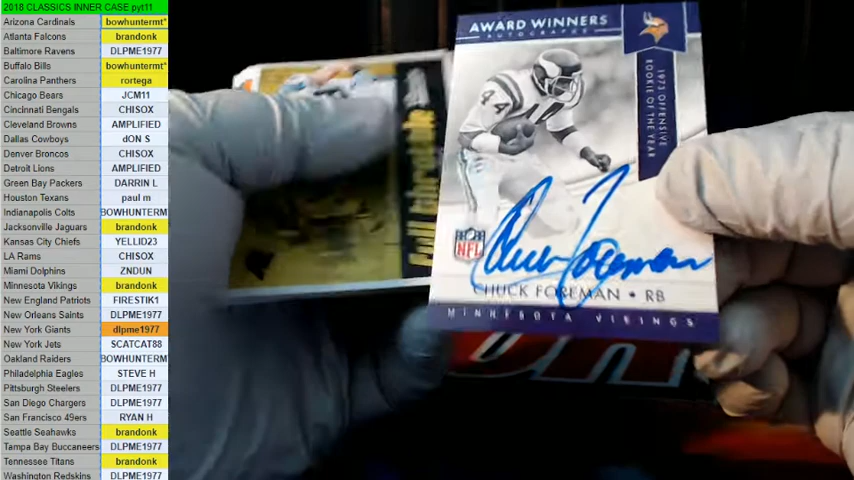 2018 CLASSICS INNER CASE pyt11
Arizona Cardinals bowhuntermt*
Atlanta Falcons brandonk
Baltimore Ravens DLPME1977
Buffalo Bills bowhuntermt*
Carolina Panthers rortega
Chicago Bears JCM11
Cincinnati Bengals CHISOX
Cleveland Browns AMPLIFIED
Dallas Cowboys dON S
Denver Broncos CHISOX
Detroit Lions AMPLIFIED
Green Bay Packers DARRIN L
Houston Texans paul m
Indianapolis Colts BOWHUNTERM
Jacksonville Jaguars brandonk
Kansas City Chiefs YELLID23
LA Rams CHISOX
Miami Dolphins ZNDUN
Minnesota Vikings brandonk
New England Patriots FIRESTIK1
New Orleans Saints DLPME1977
New York Giants dlpme1977
New York Jets SCATCAT88
Oakland Raiders BOWHUNTERM
Philadelphia Eagles STEVE H
Pittsburgh Steelers DLPME1977
San Diego Chargers DLPME1977
San Francisco 49ers RYAN H
Seattle Seahawks brandonk
Tampa Bay Buccaneers DLPME1977
Tennessee Titans brandonk
Washington Redskins DLPME1977
AWARD WINNERS
AUTOGRAPHS
1973 OFFENSIVE
ROOKIE OF THE YEAR
44
NFL
Chuck Foreman
CHUCK FOREMAN • RB
MINNESOTA VIKINGS